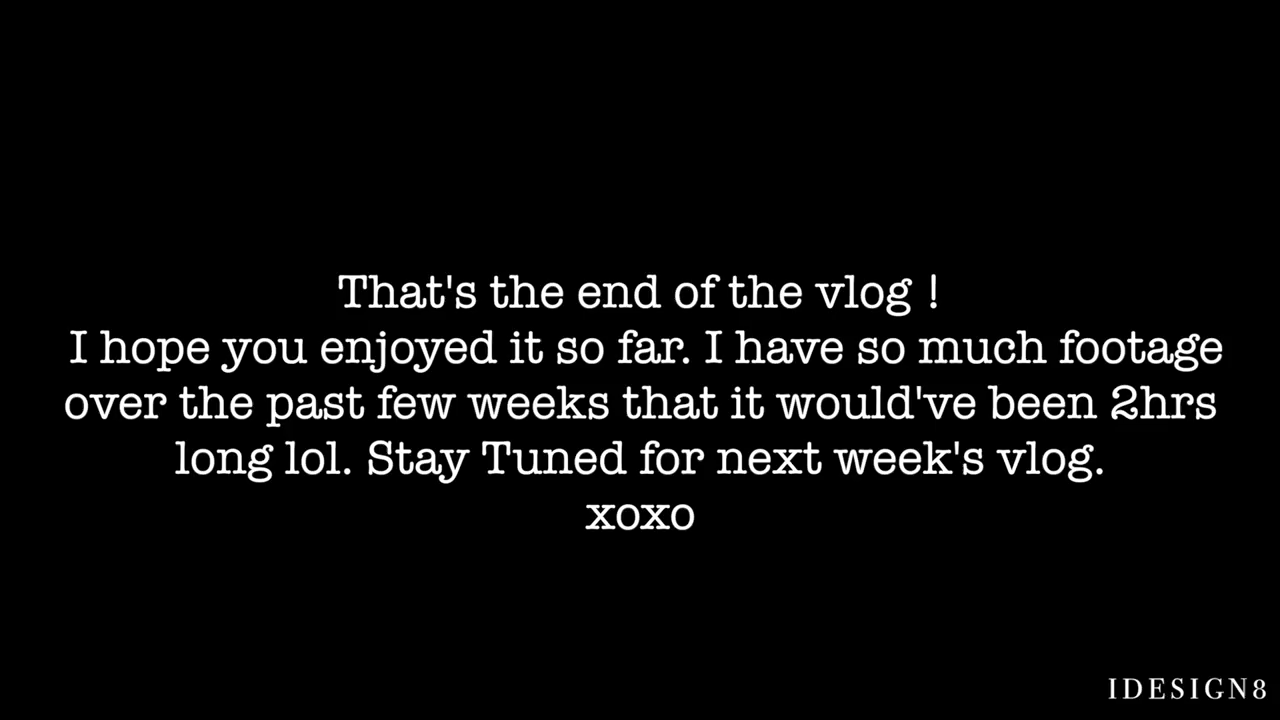 That's the end of the vlog !
I hope you enjoyed it so far. I have so much footage
over the past few weeks that it would've been 2hrs
long lol. Stay Tuned for next week's vlog.
xoxo
IDESIGN8